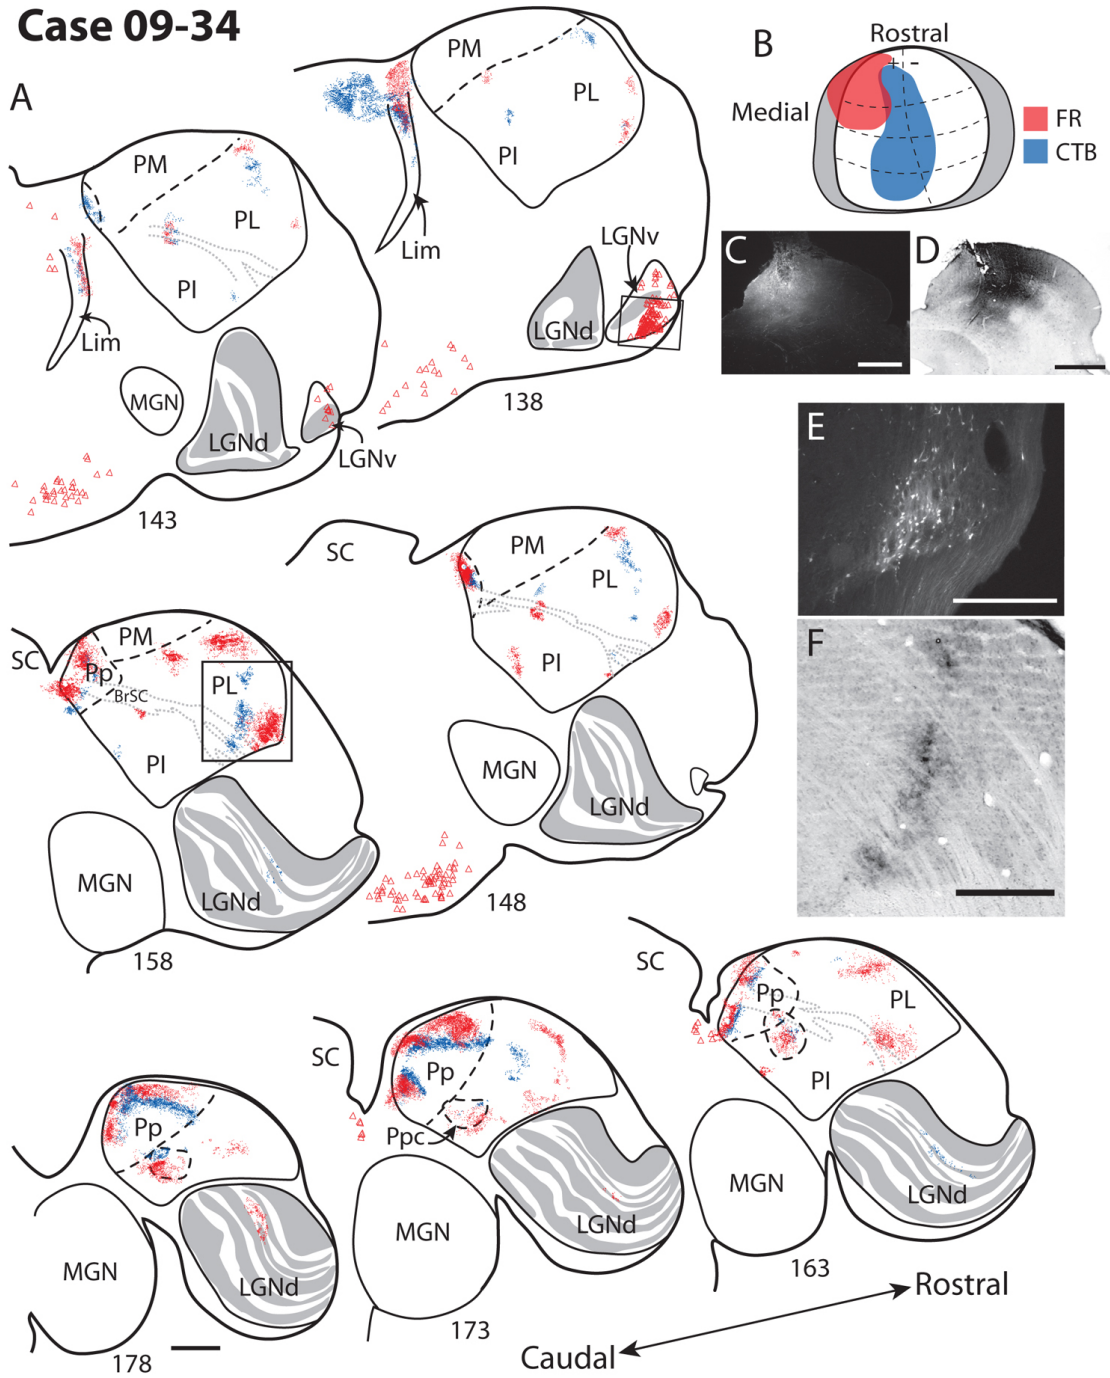 Case 09-34
A
PM
PL
PI
Lim
MGN
LGNd
LGNv
143
PM
PL
PI
Lim
LGNv
LGNd
138
B
Rostral
+ -
Medial
FR
CTB
C
D
E
F
SC
PM
Pp
BrSC
PL
PI
MGN
LGNd
158
SC
PM
PL
PI
MGN
LGNd
148
Pp
MGN
LGNd
178
SC
Pp
Ppc
MGN
LGNd
173
SC
Pp
PL
PI
MGN
LGNd
163
Rostral
Caudal